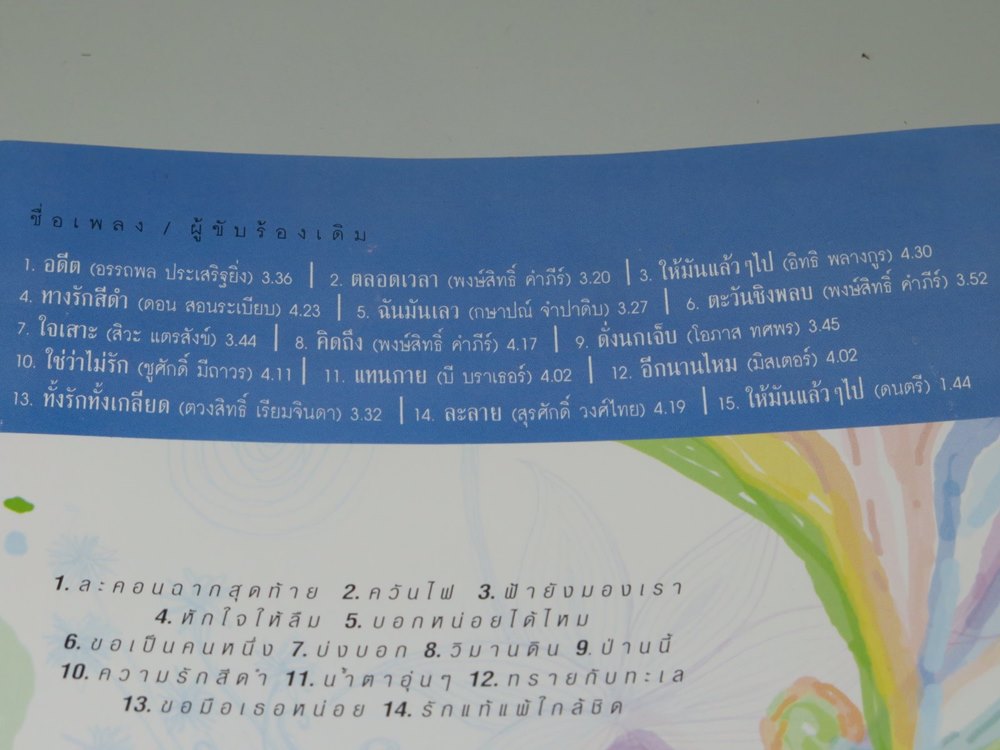 ชื่อเพลง / ผู้ขับร้องเดิม
1. อดีต (อรรถพล ประเสริฐยิ่ง) 3.36 | 2. ตลอดเวลา (พงษ์สิทธิ์ คำภีร์) 3.20 | 3. ให้มันแล้วๆไป (อิทธิ พลางกูร) 4.30
4. ทางรักสีดำ (ดอน สอนระเบียบ) 4.23 | 5. ฉันมันเลว (กษาปณ์ จำปาดิบ) 3.27 | 6. ตะวันชิงพลบ (พงษ์สิทธิ์ คำภีร์) 3.52
7. ใจเสาะ (สิวะ แตรสังข์) 3.44 | 8. คิดถึง (พงษ์สิทธิ์ คำภีร์) 4.17 | 9. ดั่งนกเจ็บ (โอภาส ทศพร) 3.45
10. ใช่ว่าไม่รัก (ชูศักดิ์ มีถาวร) 4.11 | 11. แทนกาย (บี บราเธอร์) 4.02 | 12. อีกนานไหม (มิสเตอร์) 4.02
13. ทั้งรักทั้งเกลียด (ตวงสิทธิ์ เรียมจินดา) 3.32 | 14. ละลาย (สุรศักดิ์ วงศ์ไทย) 4.19 | 15. ให้มันแล้วๆไป (ดนตรี) 1.44
1. ละคอนฉากสุดท้าย 2. ควันไฟ 3. ฟ้ายังมองเรา
4. หักใจให้ลืม 5. บอกหน่อยได้ไหม
6. ขอเป็นคนหนึ่ง 7. บ่งบอก 8. วิมานดิน 9. ป่านนี้
10. ความรักสีดำ 11. น้ำตาอุ่นๆ 12. ทรายกับทะเล
13. ขอมือเธอหน่อย 14. รักแท้แพ้ใกล้ชิด